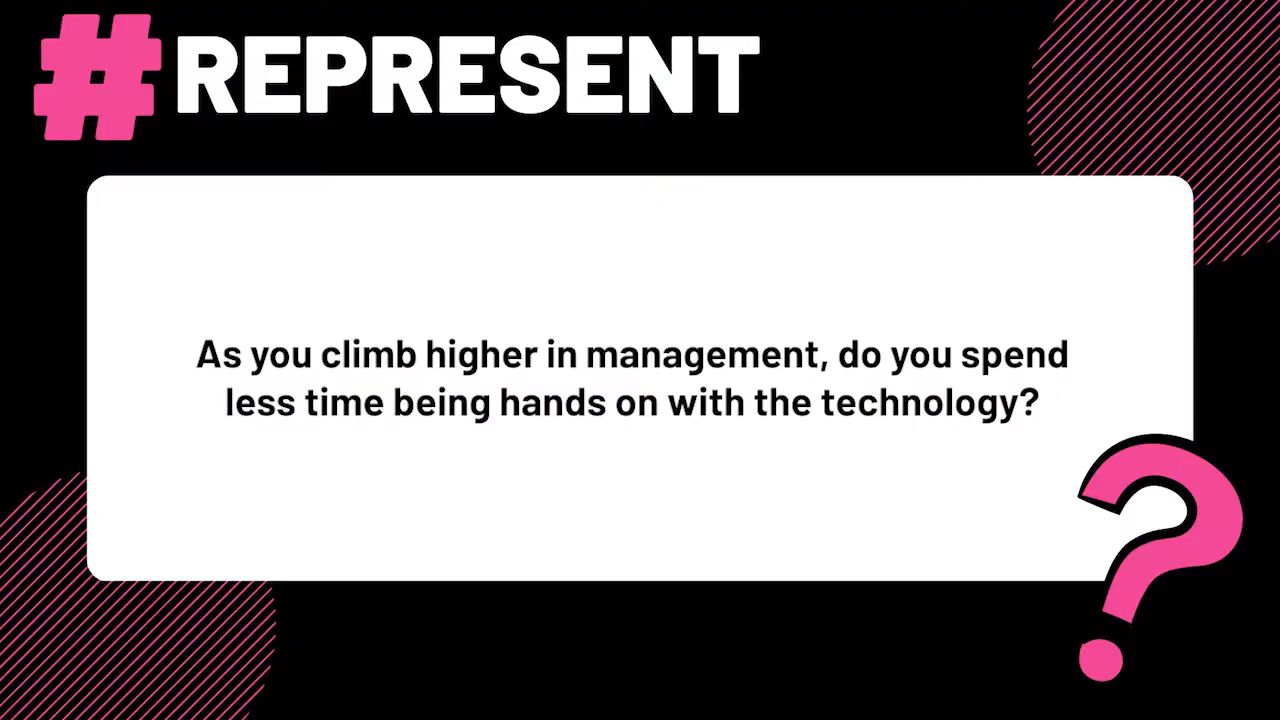 #REPRESENT
As you climb higher in management, do you spend
less time being hands on with the technology?
?